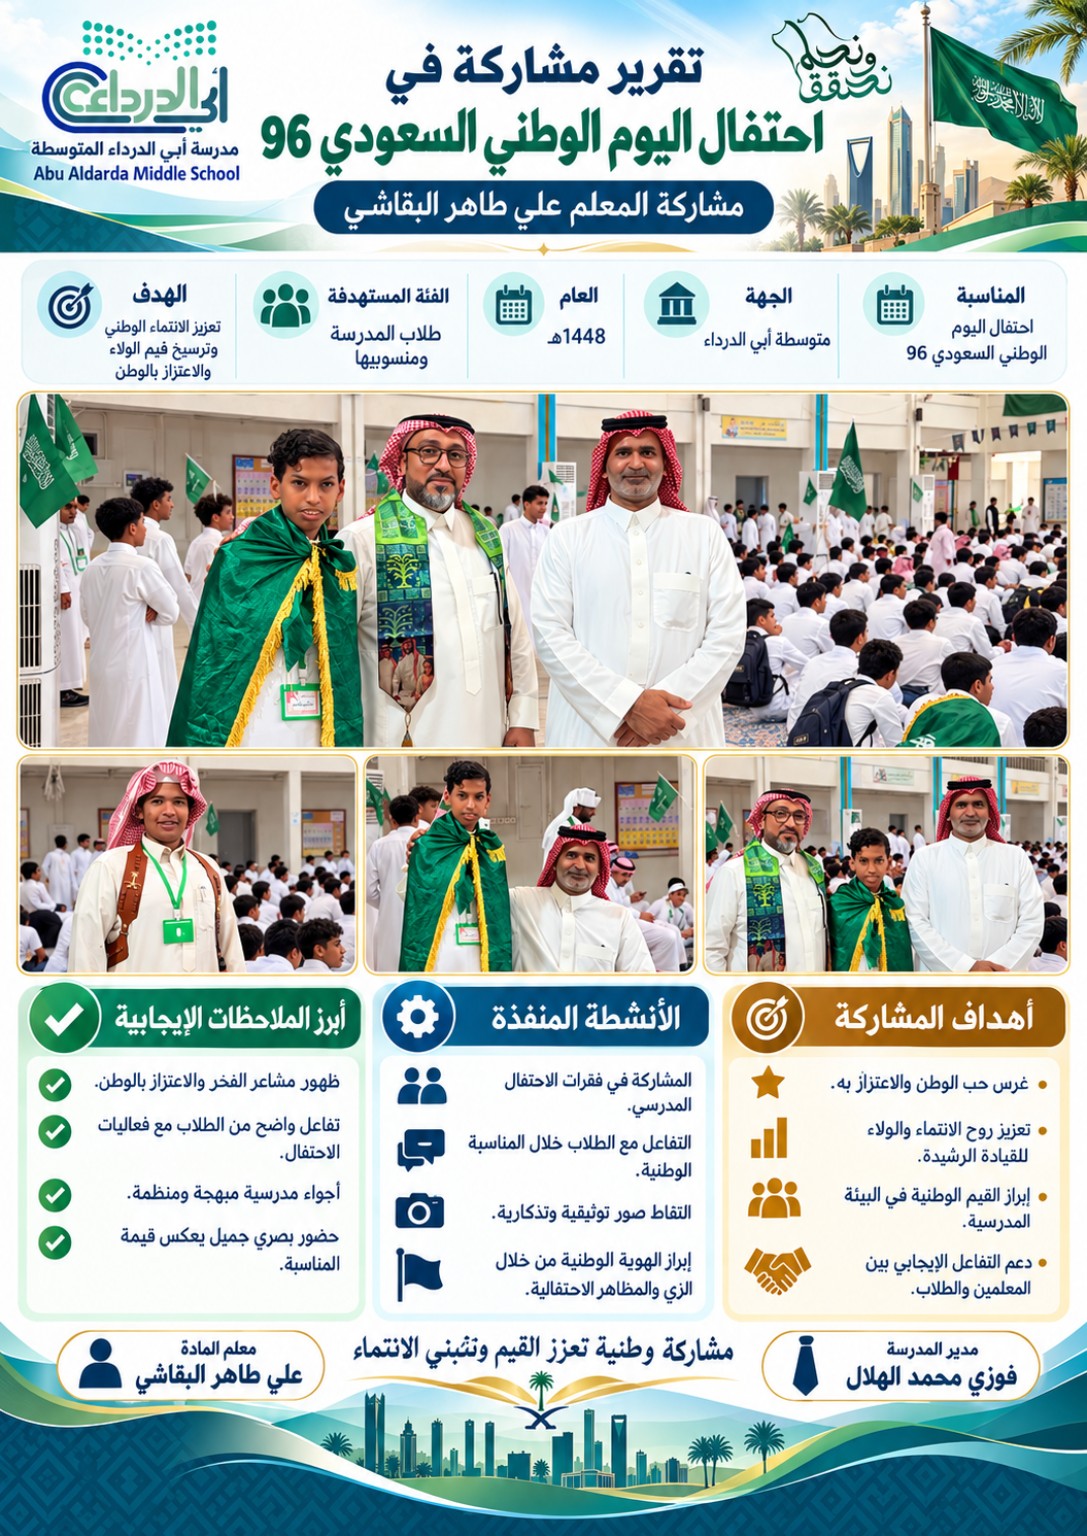 أبي الدرداء
مدرسة أبي الدرداء المتوسطة
Abu Aldarda Middle School
تقرير مشاركة في
احتفال اليوم الوطني السعودي 96
مشاركة المعلم علي طاهر البقاشي
المناسبة
احتفال اليوم
الوطني السعودي 96
الجهة
متوسطة أبي الدرداء
العام
1448هـ
الفئة المستهدفة
طلاب المدرسة
ومنسوبيها
الهدف
تعزيز الانتماء الوطني
وترسيخ قيم الولاء
والاعتزاز بالوطن
أهداف المشاركة
• غرس حب الوطن والاعتزاز به.
• تعزيز روح الانتماء والولاء
للقيادة الرشيدة.
• إبراز القيم الوطنية في البيئة
المدرسية.
• دعم التفاعل الإيجابي بين
المعلمين والطلاب.
الأنشطة المنفذة
المشاركة في فقرات الاحتفال
المدرسي.
التفاعل مع الطلاب خلال المناسبة
الوطنية.
التقاط صور توثيقية وتذكارية.
إبراز الهوية الوطنية من خلال
الزي والمظاهر الاحتفالية.
أبرز الملاحظات الإيجابية
ظهور مشاعر الفخر والاعتزاز بالوطن.
تفاعل واضح من الطلاب مع فعاليات
الاحتفال.
أجواء مدرسية مبهجة ومنظمة.
حضور بصري جميل يعكس قيمة
المناسبة.
مدير المدرسة
فوزي محمد الهلال
مشاركة وطنية تعزز القيم وتبني الانتماء
معلم المادة
علي طاهر البقاشي